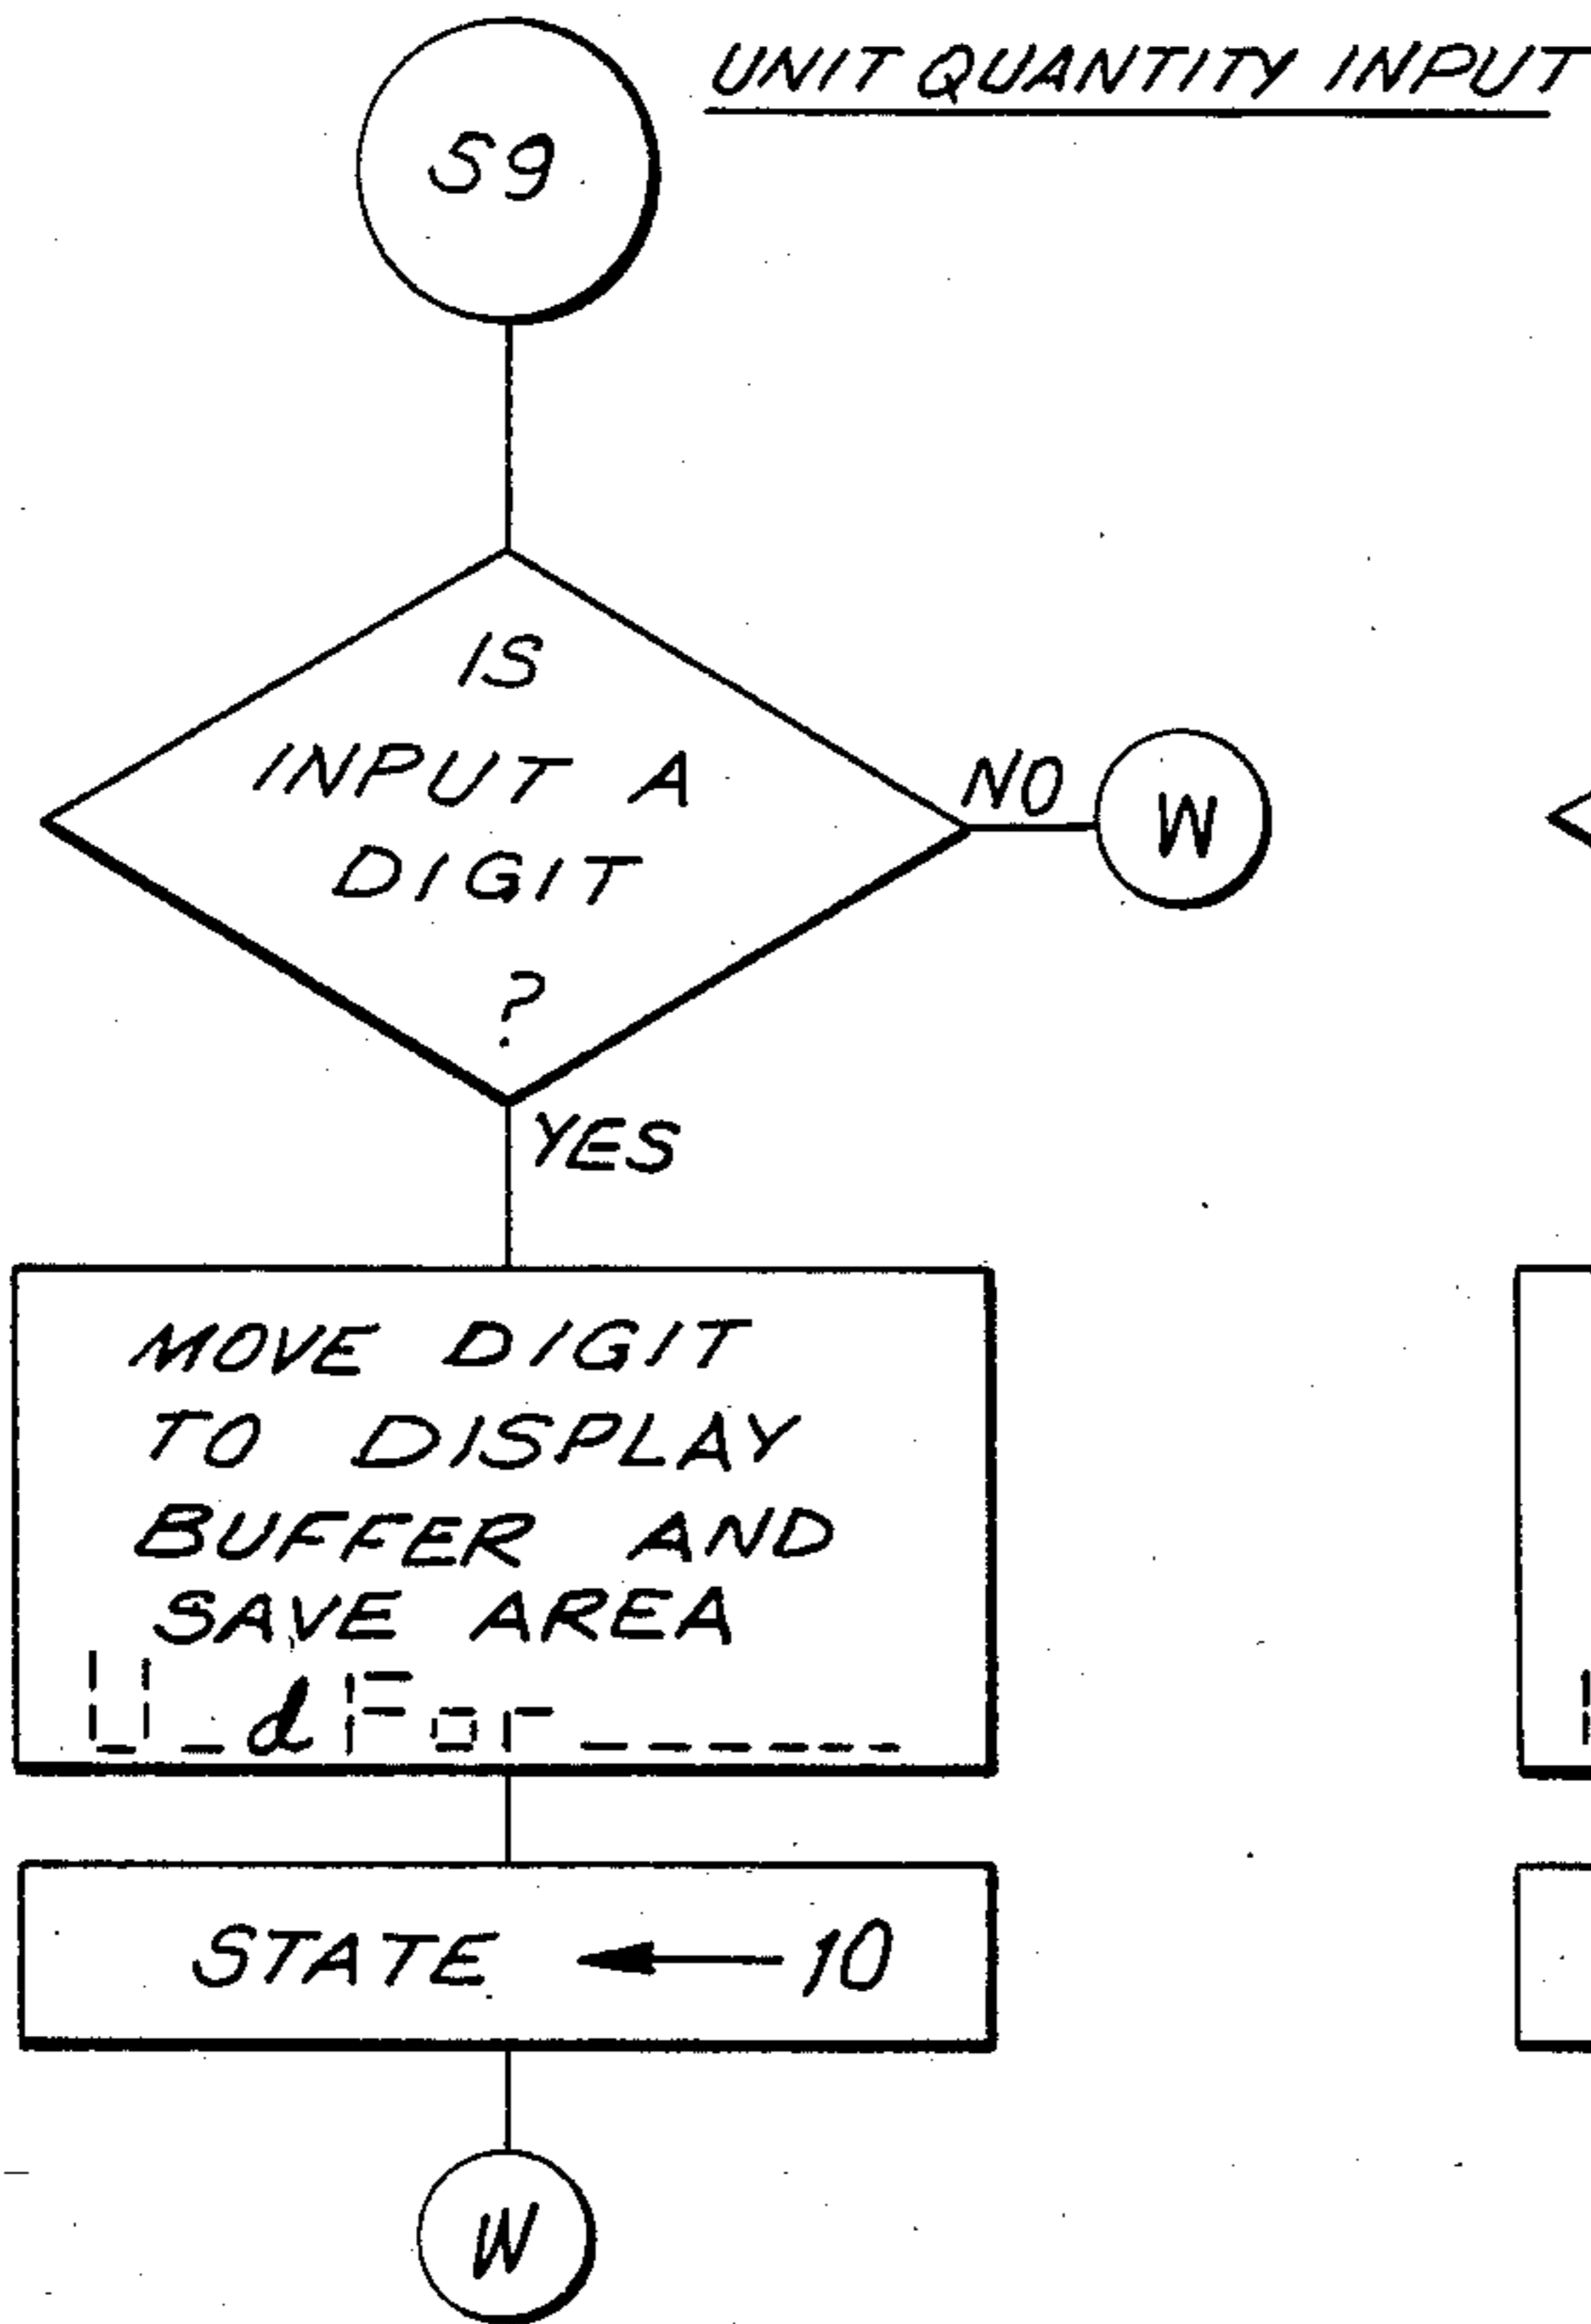 UNIT QUANTITY INPUT
S9
IS
INPUT A
DIGIT
?
NO
W
YES
MOVE DIGIT
TO DISPLAY
BUFFER AND
SAVE AREA
U_dFor______
STATE ← 10
W